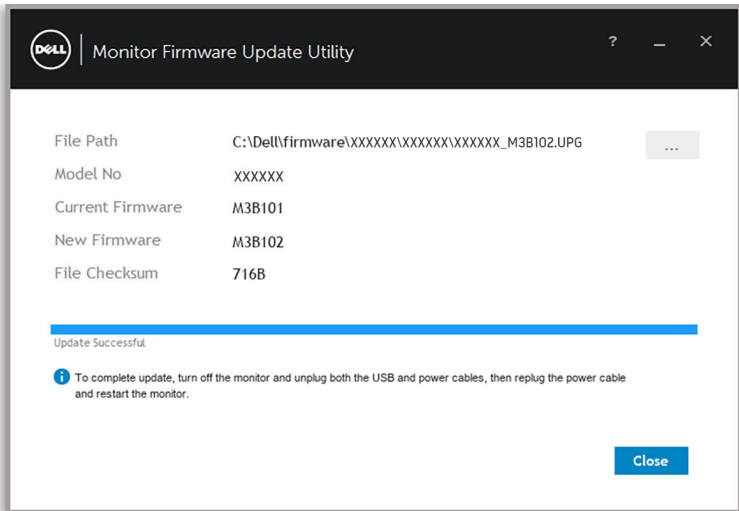 DELL Monitor Firmware Update Utility ? _ ×
File Path C:\Dell\firmware\XXXXXX\XXXXXX\XXXXXX_M3B102.UPG ...
Model No XXXXXX
Current Firmware M3B101
New Firmware M3B102
File Checksum 716B
Update Successful
i To complete update, turn off the monitor and unplug both the USB and power cables, then replug the power cable
and restart the monitor.
Close